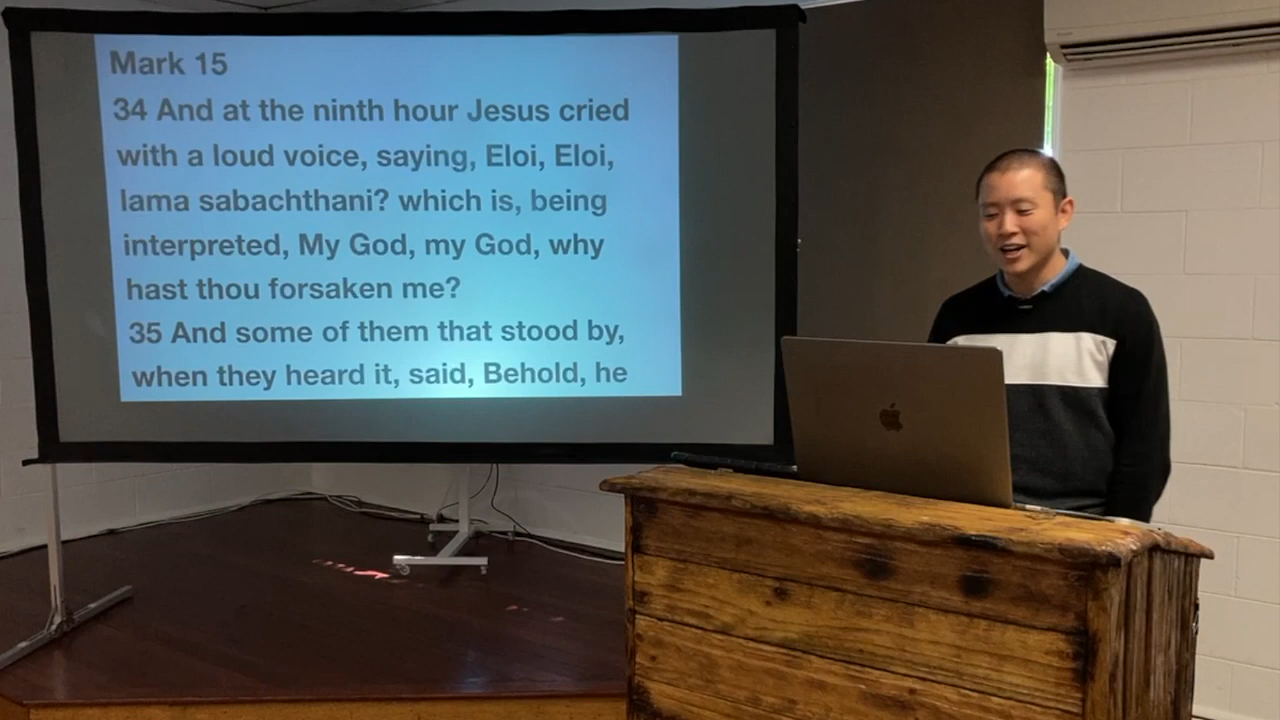 Mark 15
34 And at the ninth hour Jesus cried
with a loud voice, saying, Eloi, Eloi,
lama sabachthani? which is, being
interpreted, My God, my God, why
hast thou forsaken me?
35 And some of them that stood by,
when they heard it, said, Behold, he